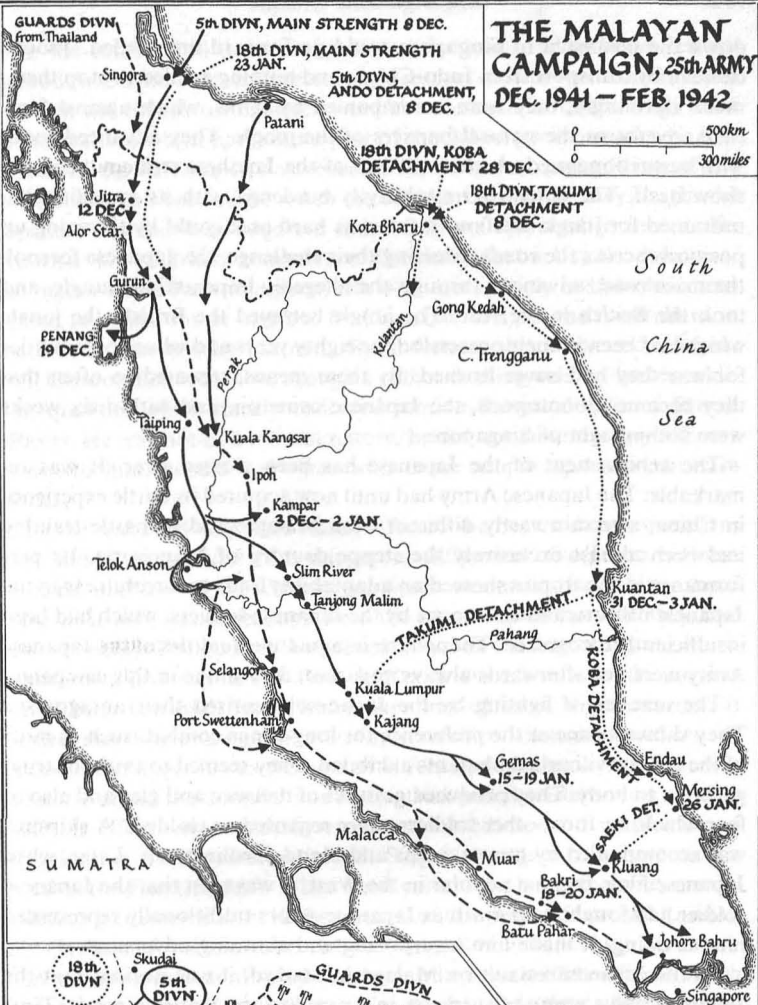 THE MALAYAN
CAMPAIGN, 25th ARMY
DEC 1941 – FEB 1942
500km
300 miles
GUARDS DIVN,
from Thailand
5th DIVN, MAIN STRENGTH 8 DEC.
18th DIVN, MAIN STRENGTH
23 JAN.
Singora
5th DIVN,
ANDO DETACHMENT,
8 DEC.
Patani
18th DIVN, KOBA
DETACHMENT 28 DEC.
18th DIVN, TAKUMI
DETACHMENT
8 DEC.
Jitra
12 DEC.
Alor Star
Kota Bharu
Gurun
Gong Kadah
South
China
Sea
PENANG
19 DEC.
C. Trengganu
Perak
Taiping
Kuala Kangsar
Ipoh
Kampar
3 DEC–2 JAN.
Telok Anson
Slim River
Tanjong Malim
Kuantan
31 DEC–3 JAN.
TAKUMI DETACHMENT
Pahang
KOBA DETACHMENT
Selangor
Kuala Lumpur
Port Swettenham
Kajang
Gemas
15–19 JAN.
Endau
Mersing
26 JAN.
Malacca
SAEKI DET.
SUMATRA
Muar
Kluang
Bakri
18–20 JAN.
Batu Pahar
Johore Bahru
Singapore
18th
DIVN
Skudai
5th
DIVN
GUARDS DIVN